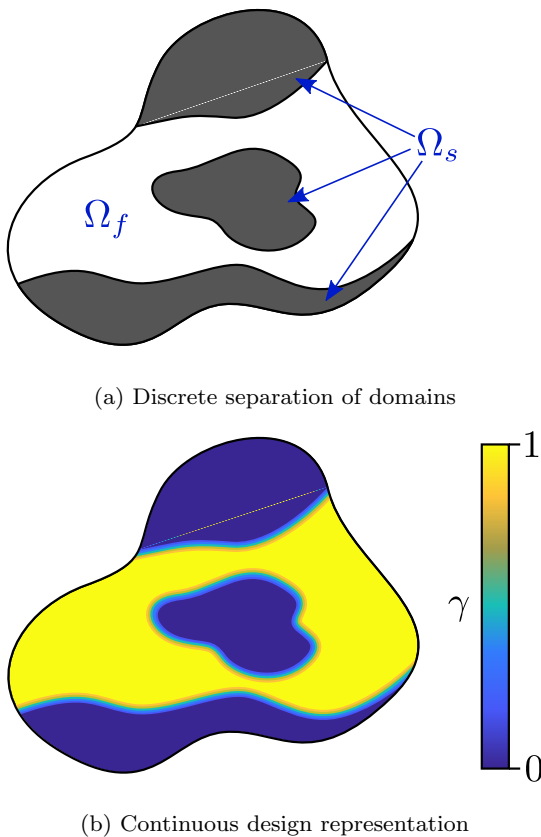 Ω_s
Ω_f
(a) Discrete separation of domains
1
γ
0
(b) Continuous design representation